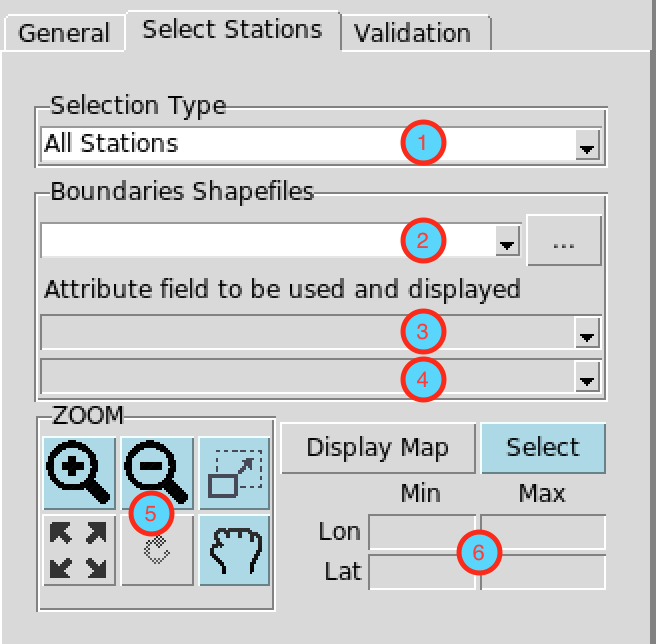 General Select Stations Validation
Selection Type
All Stations 1
Boundaries Shapefiles
2 ...
Attribute field to be used and displayed
3
4
ZOOM
Display Map Select
5
Min Max
Lon
6
Lat